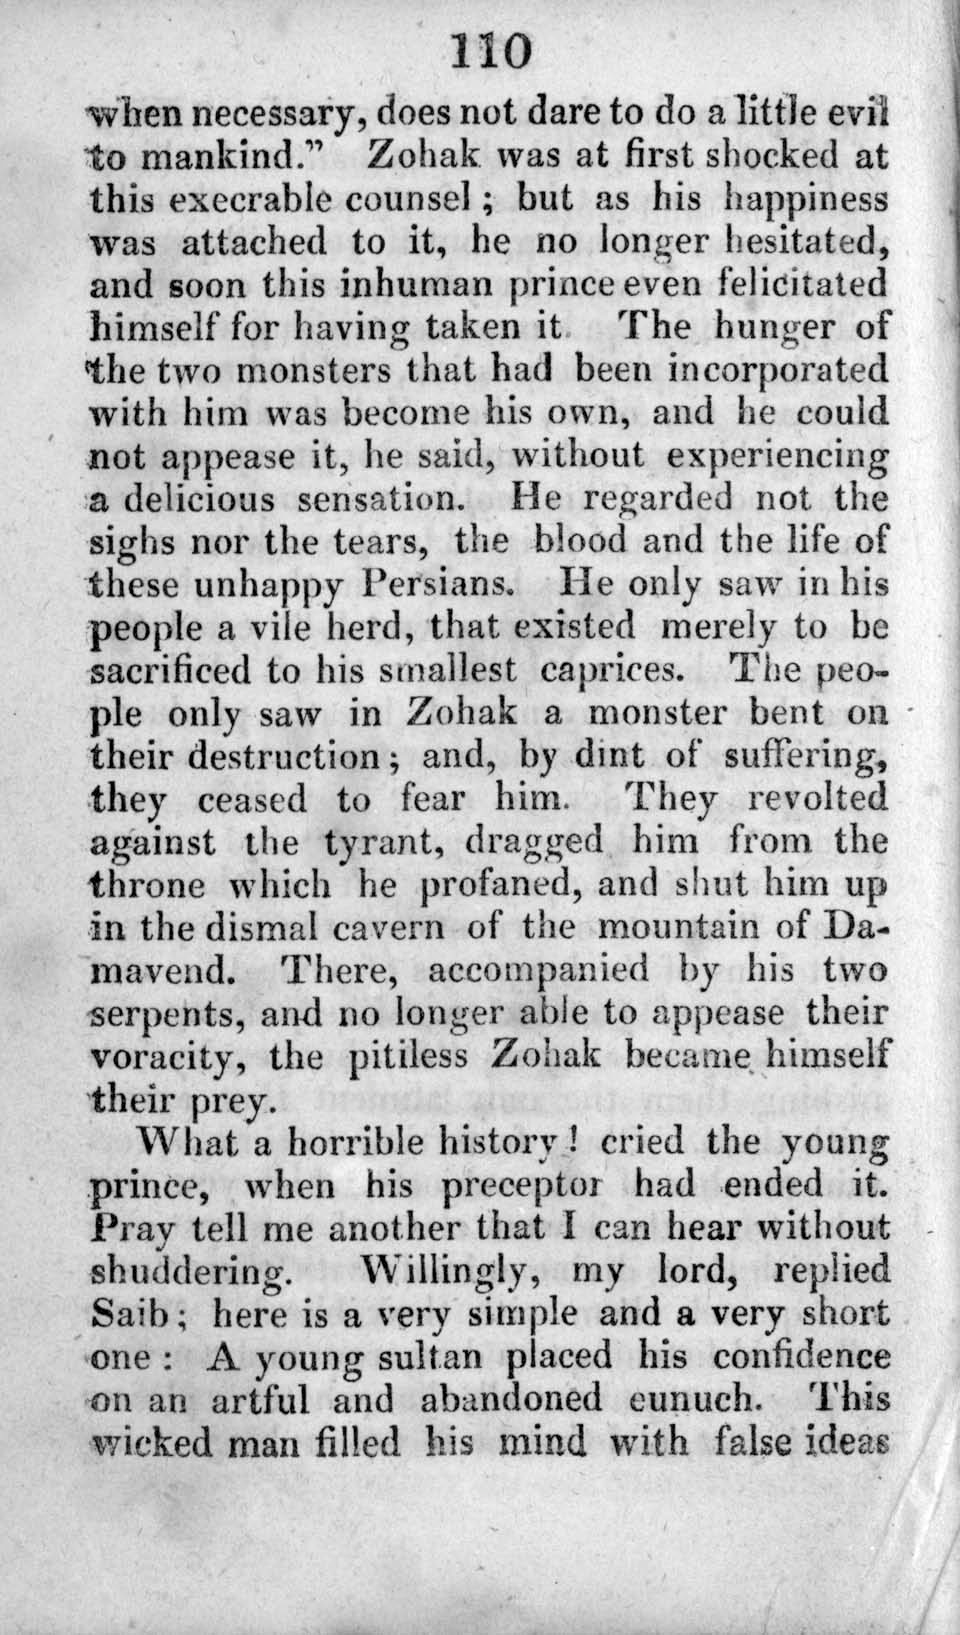 110
when necessary, does not dare to do a little evil
to mankind.” Zohak was at first shocked at
this execrable counsel ; but as his happiness
was attached to it, he no longer hesitated,
and soon this inhuman prince even felicitated
himself for having taken it. The hunger of
the two monsters that had been incorporated
with him was become his own, and he could
not appease it, he said, without experiencing
a delicious sensation. He regarded not the
sighs nor the tears, the blood and the life of
these unhappy Persians. He only saw in his
people a vile herd, that existed merely to be
sacrificed to his smallest caprices. The peo-
ple only saw in Zohak a monster bent on
their destruction ; and, by dint of suffering,
they ceased to fear him. They revolted
against the tyrant, dragged him from the
throne which he profaned, and shut him up
in the dismal cavern of the mountain of Da-
mavend. There, accompanied by his two
serpents, and no longer able to appease their
voracity, the pitiless Zohak became himself
their prey.
What a horrible history ! cried the young
prince, when his preceptor had ended it.
Pray tell me another that I can hear without
shuddering. Willingly, my lord, replied
Saib ; here is a very simple and a very short
one : A young sultan placed his confidence
on an artful and abandoned eunuch. This
wicked man filled his mind with false ideas